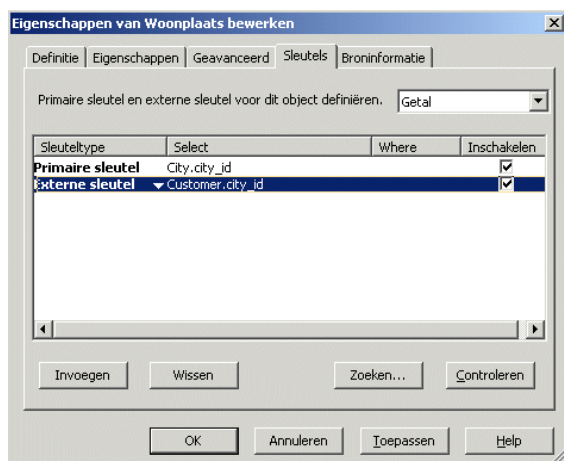 Eigenschappen van Woonplaats bewerken
Definitie Eigenschappen Geavanceerd Sleutels Broninformatie
Primaire sleutel en externe sleutel voor dit object definiëren. Getal
Sleuteltype Select Where Inschakelen
Primaire sleutel City.city_id
Externe sleutel Customer.city_id
Invoegen Wissen Zoeken... Controleren
OK Annuleren Toepassen Help